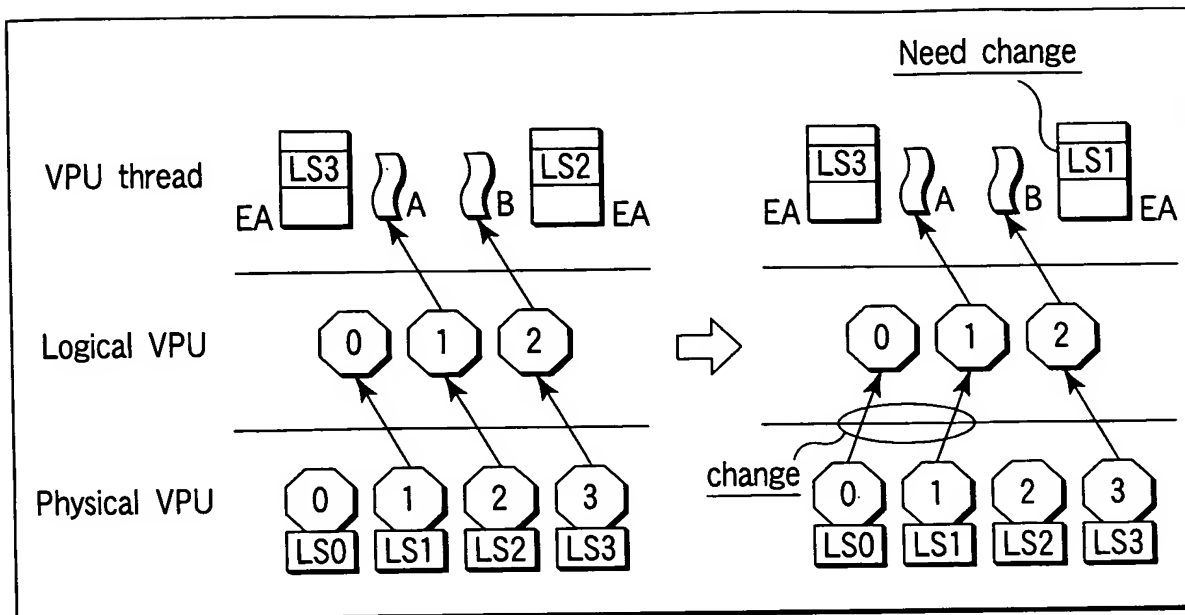 Need change
VPU thread
LS3
A
B
LS2
EA
EA
LS3
A
B
LS1
EA
EA
Logical VPU
0 1 2
0 1 2
change
Physical VPU
0 1 2 3
LS0 LS1 LS2 LS3
0 1 2 3
LS0 LS1 LS2 LS3